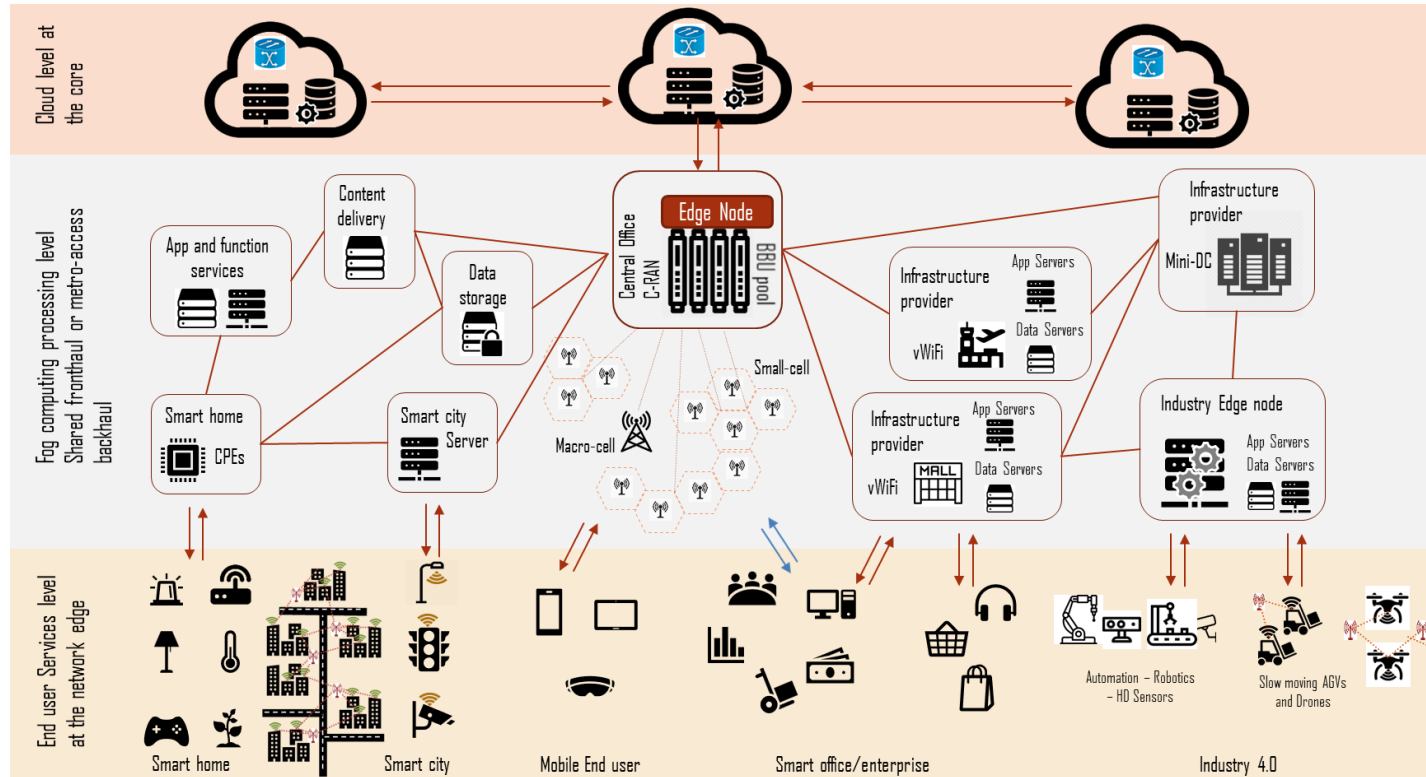 Cloud level at
the core
Fog computing processing level
Shared fronthaul or metro-access
backhaul
End user Services level
at the network edge
Content
delivery
App and function
services
Data
storage
Smart home
CPEs
Smart city
Server
Central Office
C-RAN
Edge Node
BBU pool
Small-cell
Macro-cell
Infrastructure
provider
vWiFi
App Servers
Data Servers
Infrastructure
provider
vWiFi
MALL
App Servers
Data Servers
Infrastructure
provider
Mini-DC
Industry Edge node
App Servers
Data Servers
Automation – Robotics
– HD Sensors
Slow moving AGVs
and Drones
Smart home
Smart city
Mobile End user
Smart office/enterprise
Industry 4.0